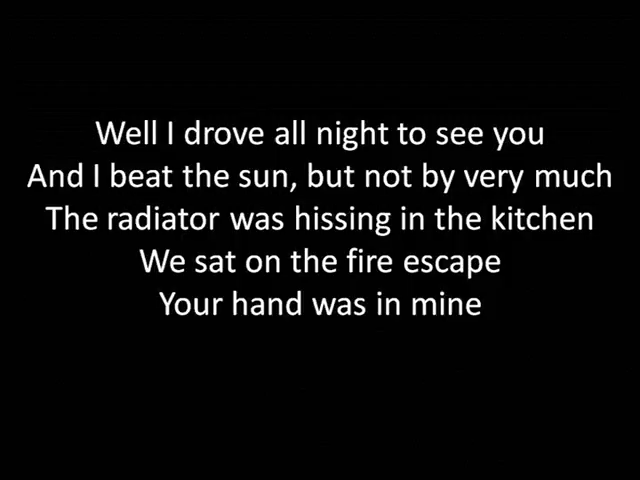 Well I drove all night to see you
And I beat the sun, but not by very much
The radiator was hissing in the kitchen
We sat on the fire escape
Your hand was in mine